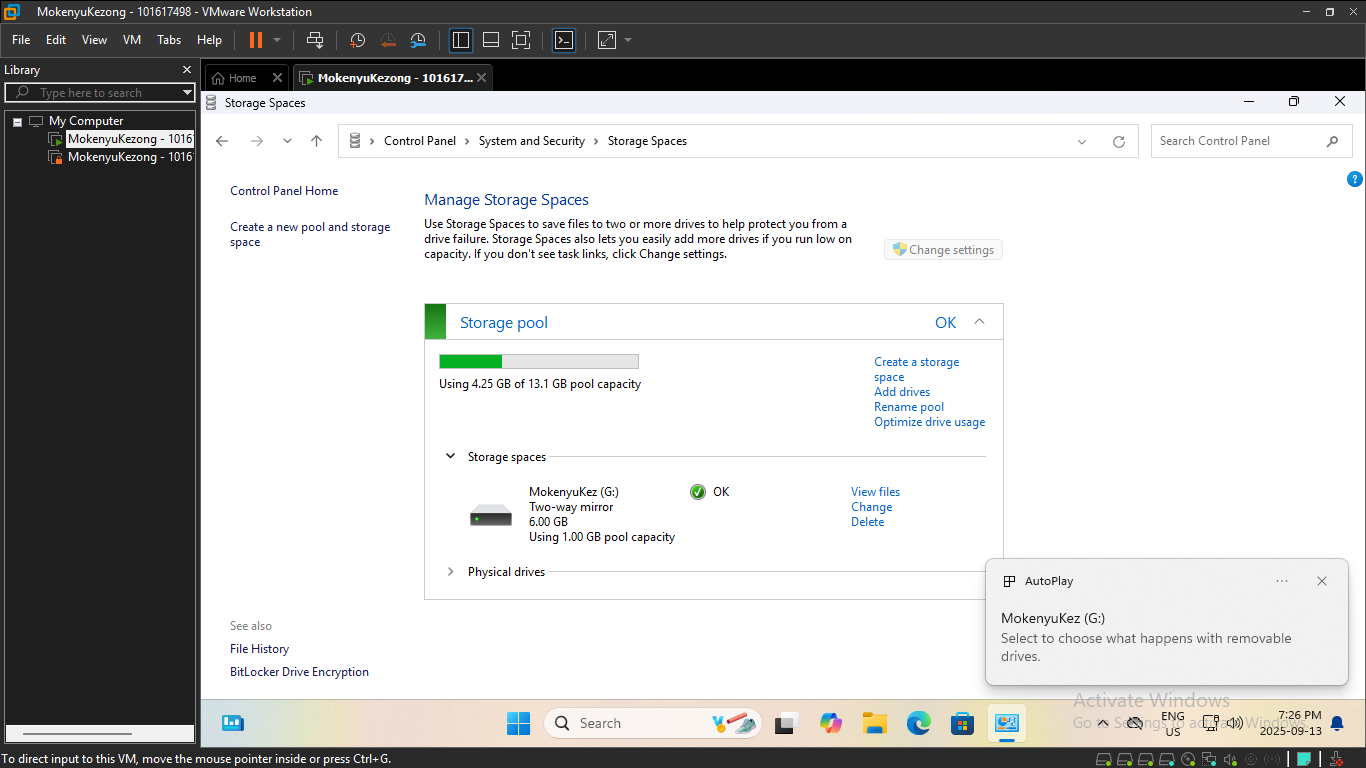 MokenyuKezong - 101617498 - VMware Workstation
File Edit View VM Tabs Help
Library
Type here to search
My Computer
MokenyuKezong - 1016
MokenyuKezong - 1016
Home
MokenyuKezong - 101617...
Storage Spaces
Control Panel > System and Security > Storage Spaces
Search Control Panel
Control Panel Home
Create a new pool and storage
space
Manage Storage Spaces
Use Storage Spaces to save files to two or more drives to help protect you from a
drive failure. Storage Spaces also lets you easily add more drives if you run low on
capacity. If you don't see task links, click Change settings.
Change settings
Storage pool
OK
Using 4.25 GB of 13.1 GB pool capacity
Create a storage
space
Add drives
Rename pool
Optimize drive usage
Storage spaces
MokenyuKez (G:)
Two-way mirror
6.00 GB
Using 1.00 GB pool capacity
OK
View files
Change
Delete
Physical drives
See also
File History
BitLocker Drive Encryption
AutoPlay
MokenyuKez (G:)
Select to choose what happens with removable
drives.
Activate Windows
Go to Settings to activate Windows.
Search
ENG
US
7:26 PM
2025-09-13
To direct input to this VM, move the mouse pointer inside or press Ctrl+G.